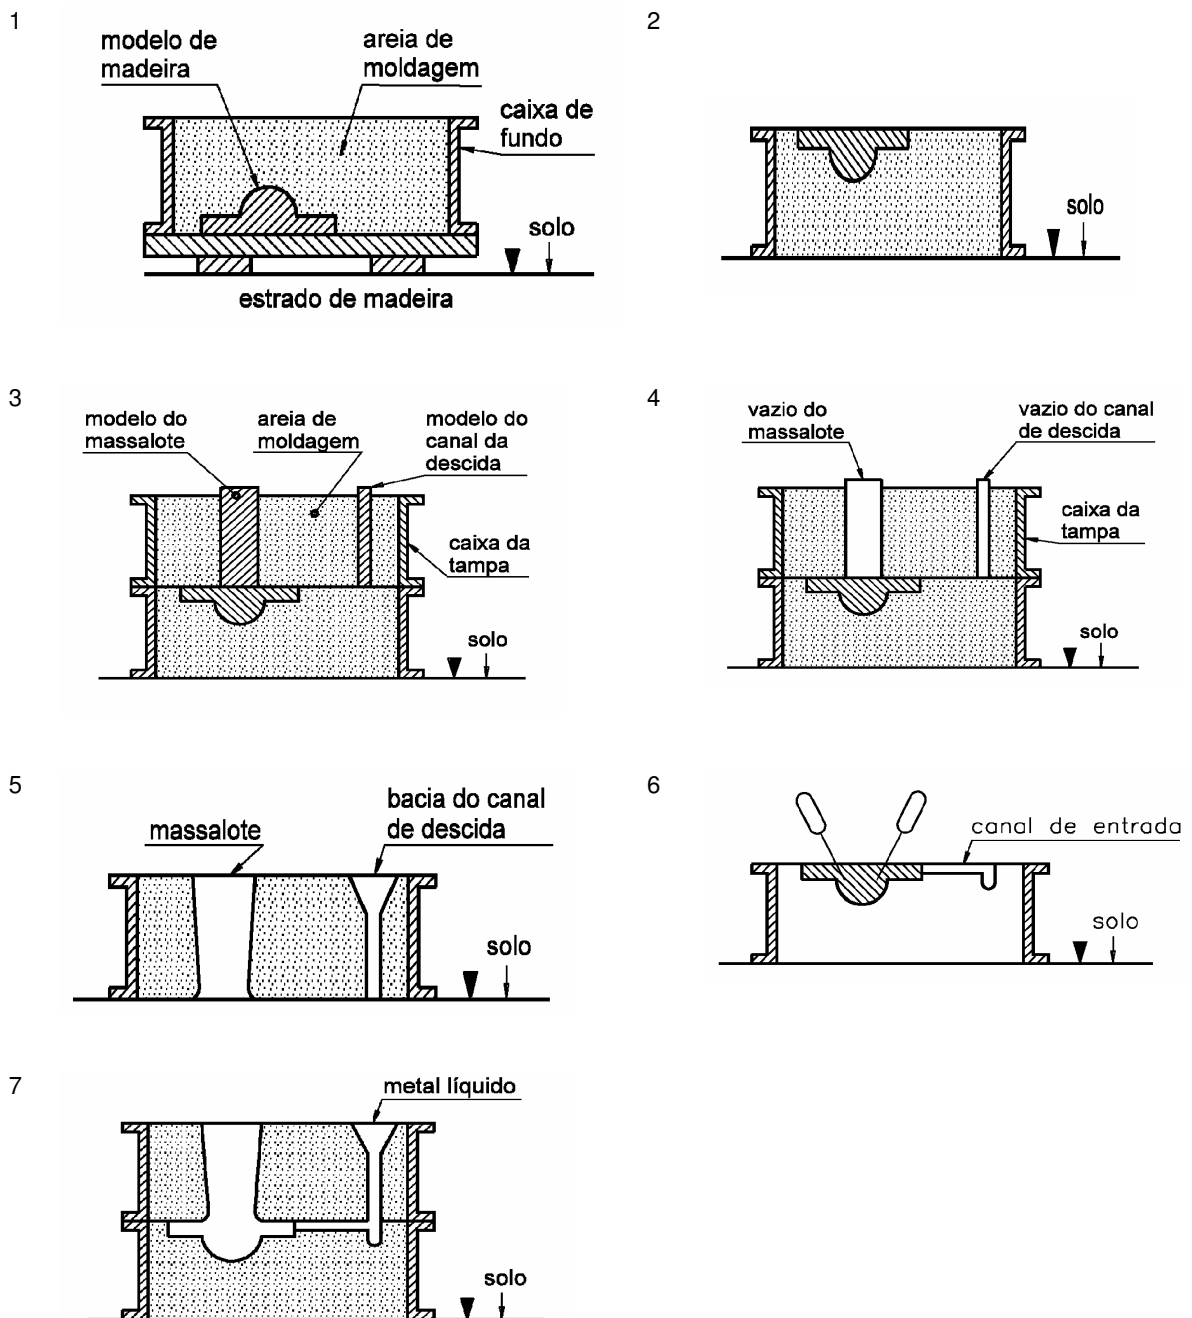 1
modelo de
madeira
areia de
moldagem
caixa de
fundo
solo
estrado de madeira
2
solo
3
modelo do
massalote
areia de
moldagem
modelo do
canal da
descida
caixa da
tampa
solo
4
vazio do
massalote
vazio do canal
de descida
caixa da
tampa
solo
5
massalote
bacia do canal
de descida
solo
6
canal de entrada
solo
7
metal líquido
solo